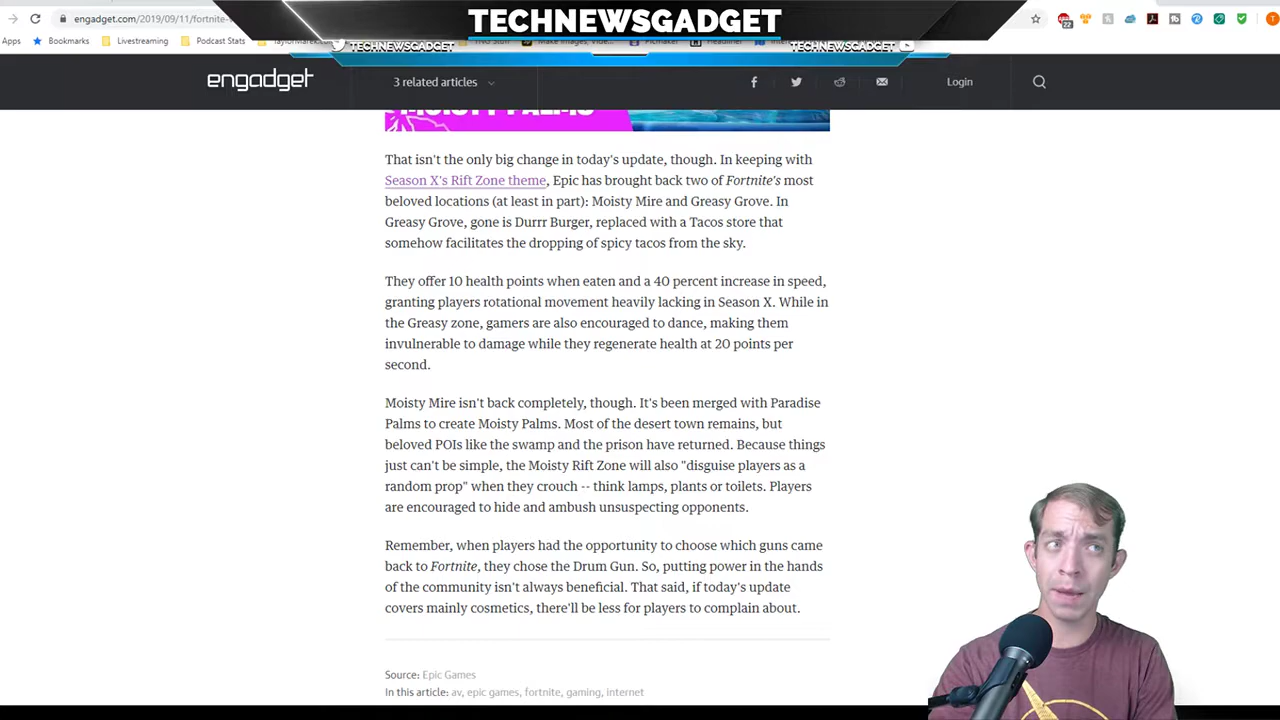 TECHNEWSGADGET
engadget.com/2019/09/11/fortnite-
Apps Bookmarks Livestreaming Podcast Stats
TECHNEWSGADGET
TECHNEWSGADGET
engadget
3 related articles
Login
MOISTY PALMS
That isn't the only big change in today's update, though. In keeping with
Season X's Rift Zone theme, Epic has brought back two of Fortnite's most
beloved locations (at least in part): Moisty Mire and Greasy Grove. In
Greasy Grove, gone is Durrr Burger, replaced with a Tacos store that
somehow facilitates the dropping of spicy tacos from the sky.
They offer 10 health points when eaten and a 40 percent increase in speed,
granting players rotational movement heavily lacking in Season X. While in
the Greasy zone, gamers are also encouraged to dance, making them
invulnerable to damage while they regenerate health at 20 points per
second.
Moisty Mire isn't back completely, though. It's been merged with Paradise
Palms to create Moisty Palms. Most of the desert town remains, but
beloved POIs like the swamp and the prison have returned. Because things
just can't be simple, the Moisty Rift Zone will also "disguise players as a
random prop" when they crouch -- think lamps, plants or toilets. Players
are encouraged to hide and ambush unsuspecting opponents.
Remember, when players had the opportunity to choose which guns came
back to Fortnite, they chose the Drum Gun. So, putting power in the hands
of the community isn't always beneficial. That said, if today's update
covers mainly cosmetics, there'll be less for players to complain about.
Source: Epic Games
In this article: av, epic games, fortnite, gaming, internet